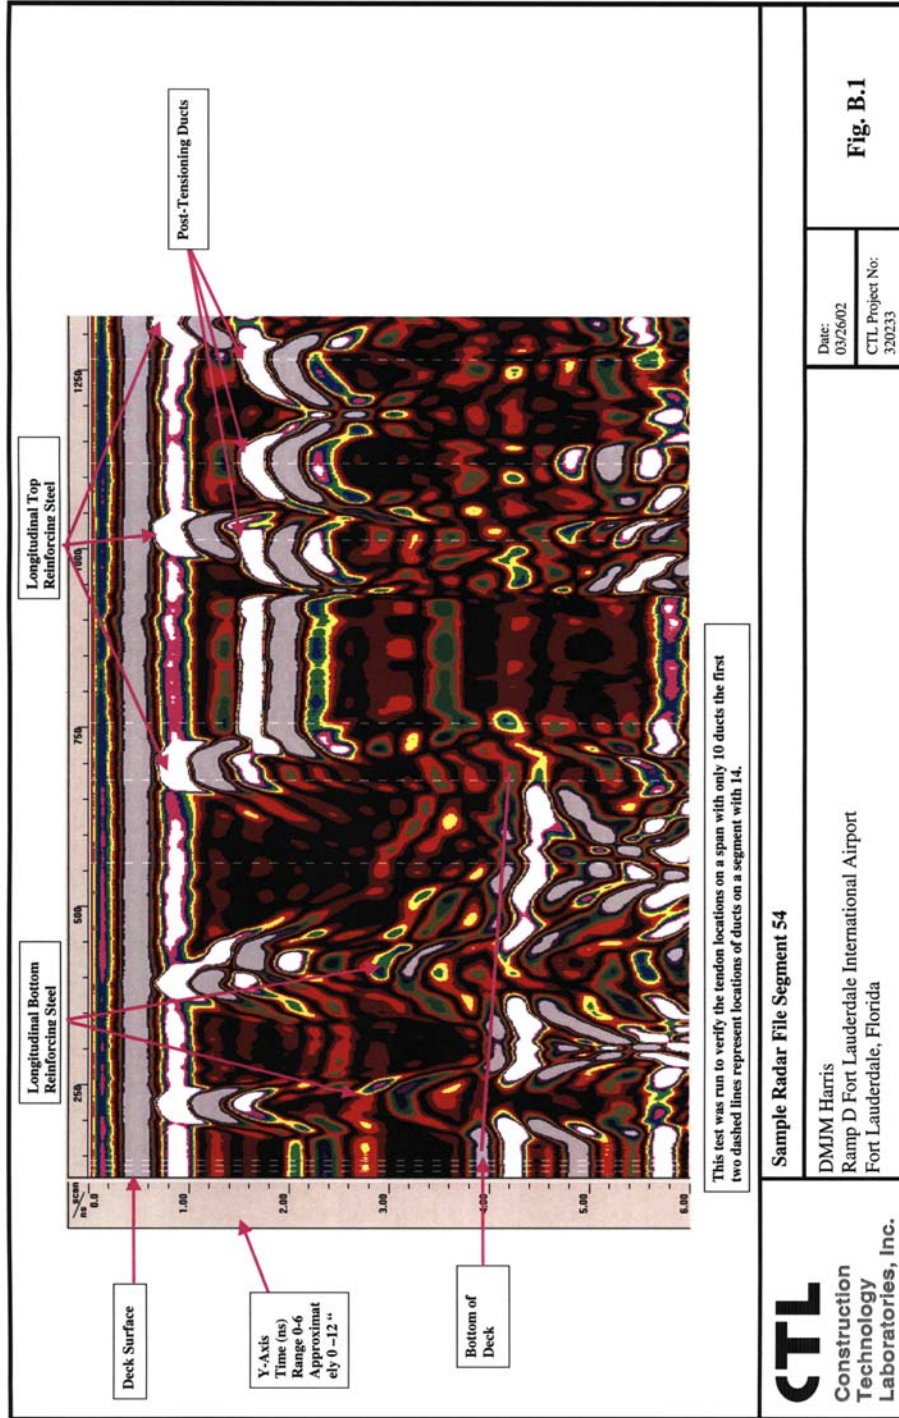 Longitudinal Bottom
Reinforcing Steel
Longitudinal Top
Reinforcing Steel
Post-Tensioning Ducts
Deck Surface
Y-Axis
Time (ns)
Range 0-6
Approximat
ely 0 –12 “
Bottom of
Deck
scan
ns
250
500
750
1000
1250
0.0
1.00
2.00
3.00
4.00
5.00
6.00
This test was run to verify the tendon locations on a span with only 10 ducts the first
two dashed lines represent locations of ducts on a segment with 14.
CTL
Construction
Technology
Laboratories, Inc.
Sample Radar File Segment 54
DMJM Harris
Ramp D Fort Lauderdale International Airport
Fort Lauderdale, Florida
Date:
03/26/02
CTL Project No:
320233
Fig. B.1